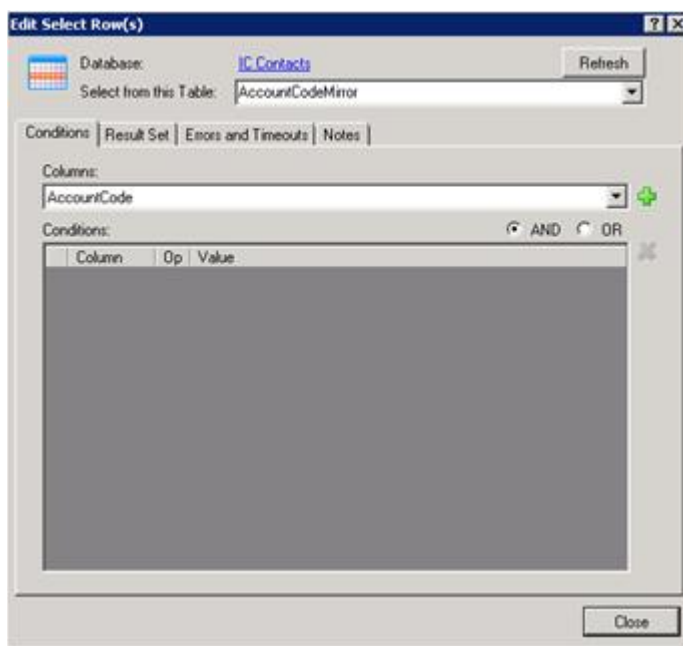 Edit Select Row(s)
Database: IC Contacts Refresh
Select from this Table: AccountCodeMirror
Conditions Result Set Errors and Timeouts Notes
Columns:
AccountCode
Conditions: AND OR
Column Op Value
Close